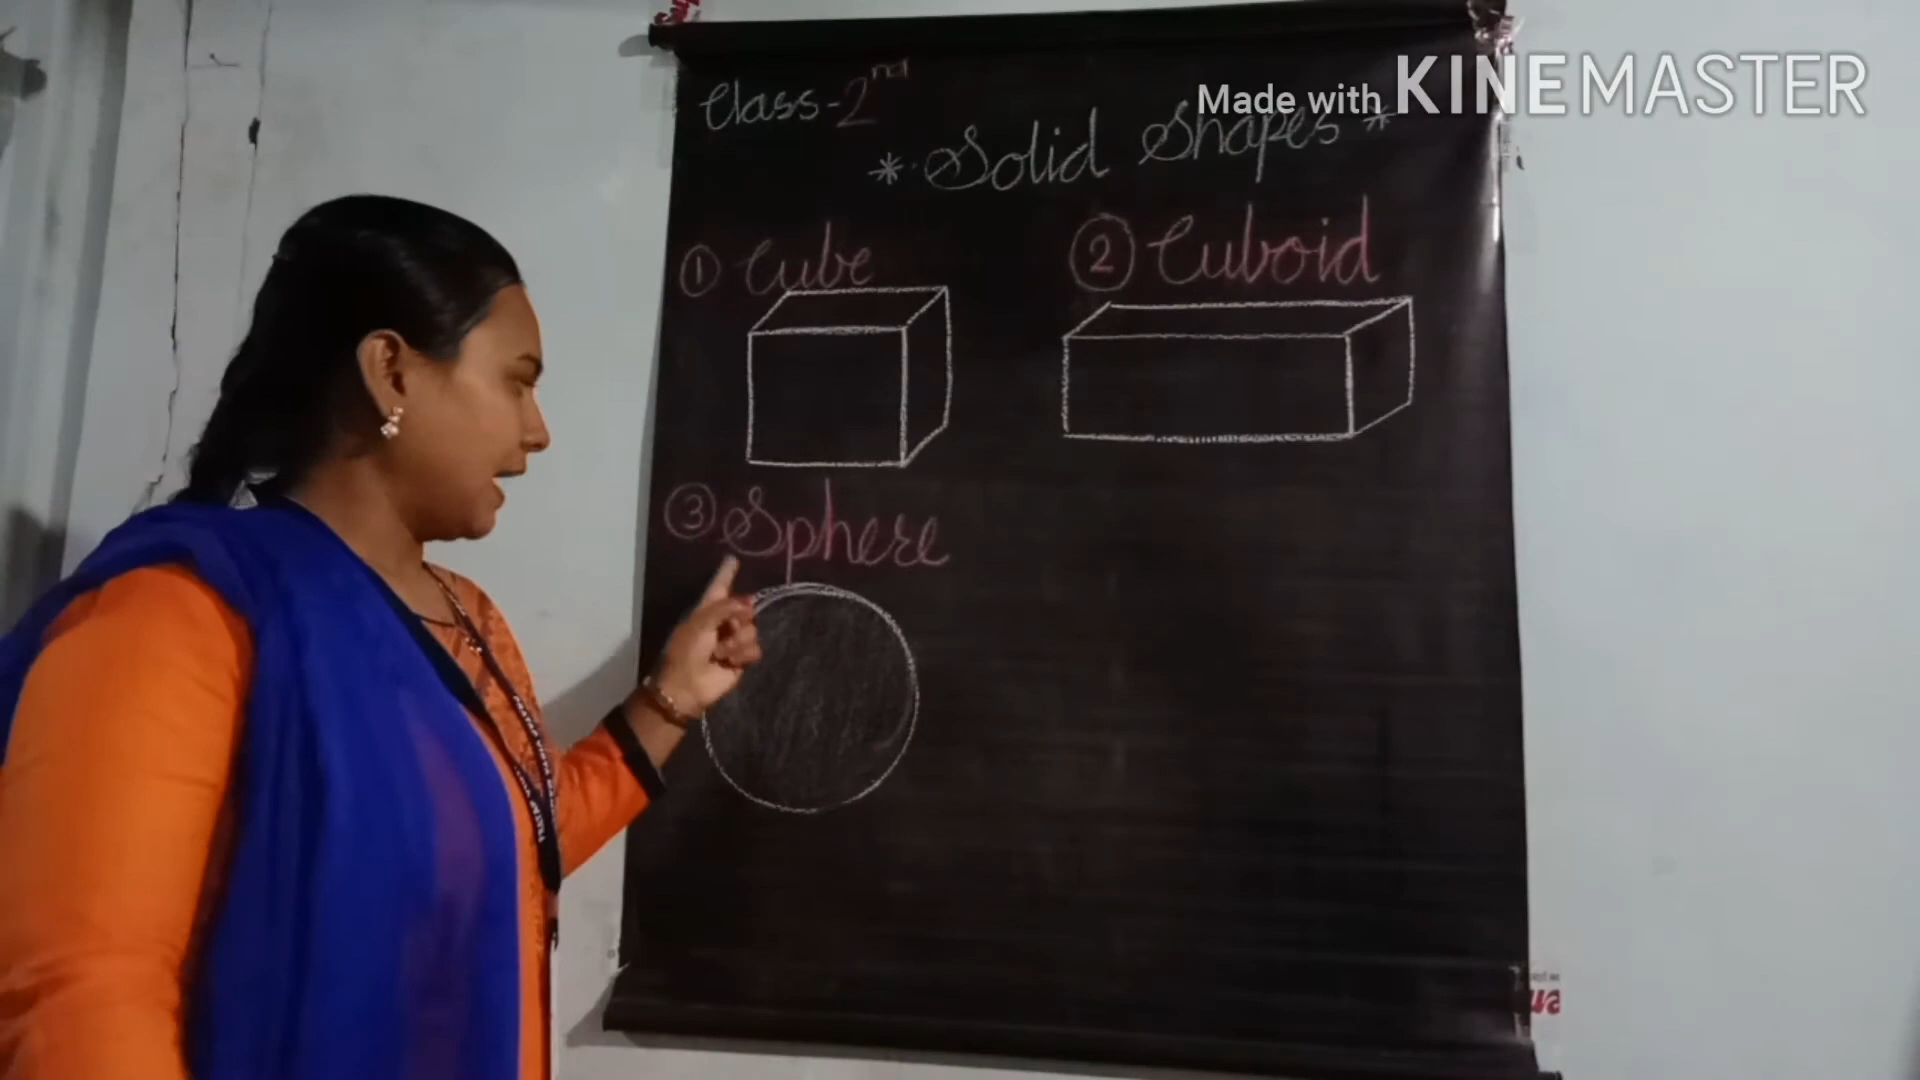 Made with KINEMASTER
Class-2nd
* Solid Shapes *
① Cube
② Cuboid
③ Sphere